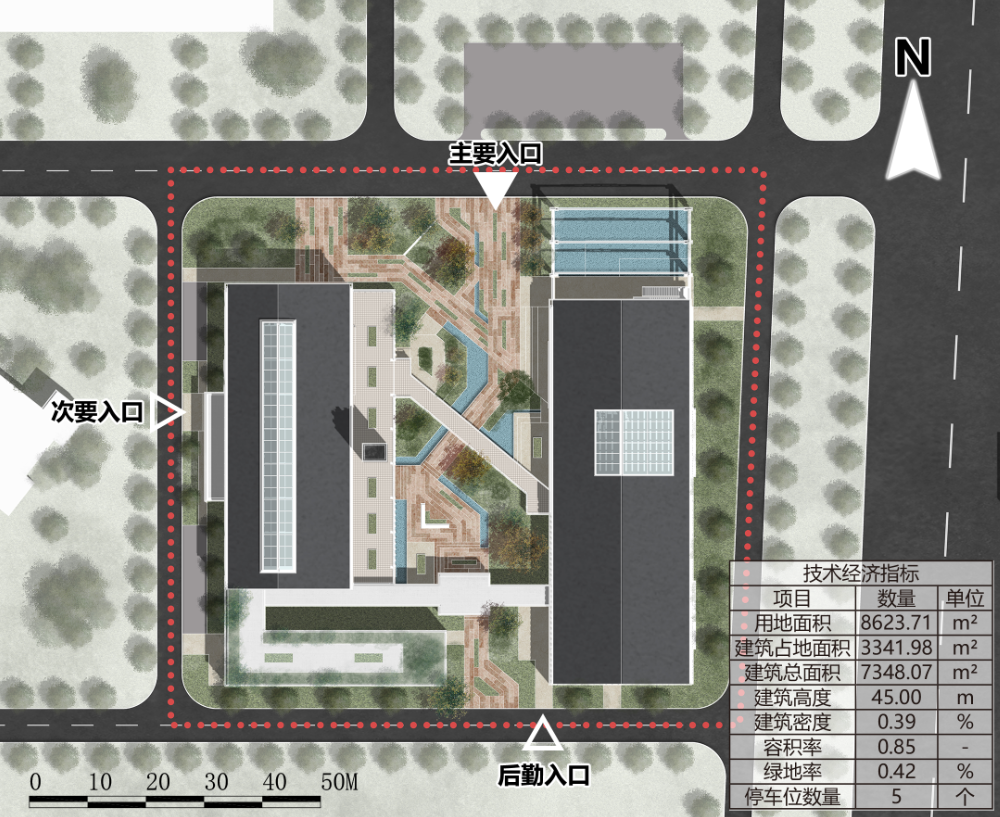 N
主要入口
次要入口
技术经济指标
项目 数量 单位
用地面积 8623.71 m²
建筑占地面积 3341.98 m²
建筑总面积 7348.07 m²
建筑高度 45.00 m
建筑密度 0.39 %
容积率 0.85 -
绿地率 0.42 %
停车位数量 5 个
后勤入口
0 10 20 30 40 50M